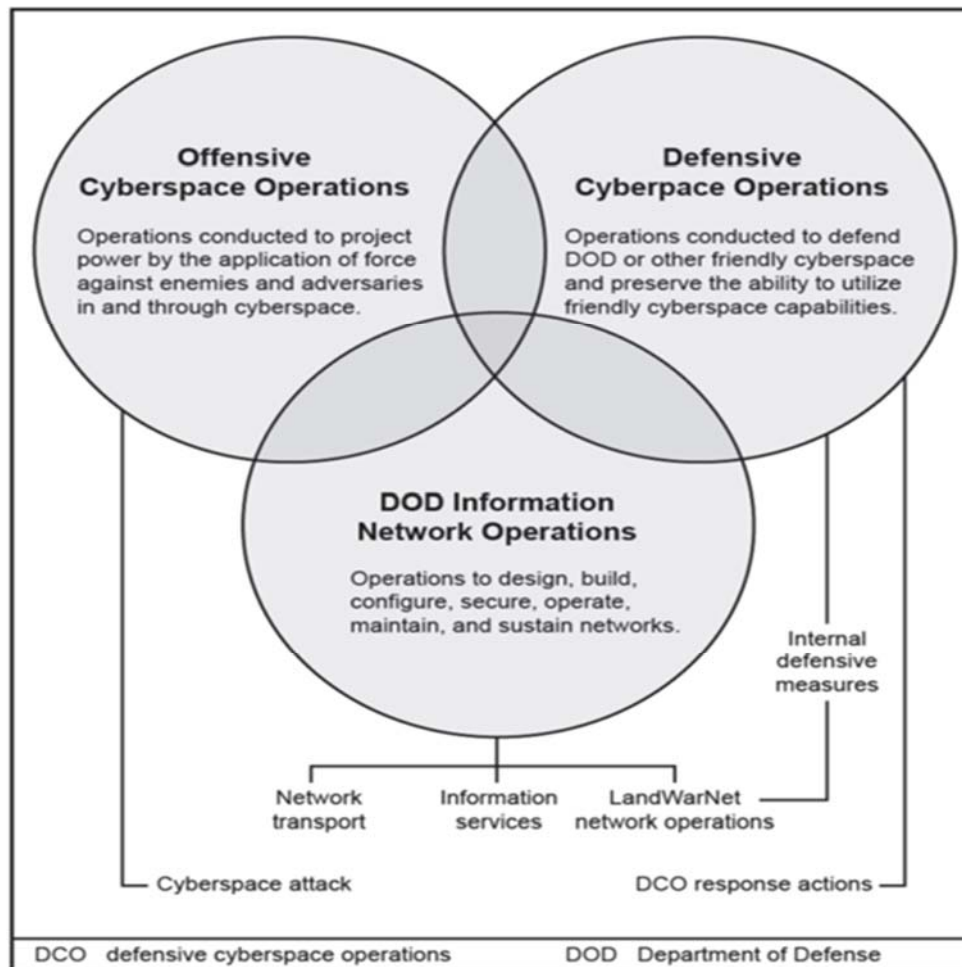 Offensive
Cyberspace Operations
Operations conducted to project
power by the application of force
against enemies and adversaries
in and through cyberspace.
Defensive
Cyberpace Operations
Operations conducted to defend
DOD or other friendly cyberspace
and preserve the ability to utilize
friendly cyberspace capabilities.
DOD Information
Network Operations
Operations to design, build,
configure, secure, operate,
maintain, and sustain networks.
Internal
defensive
measures
Network
transport
Information
services
LandWarNet
network operations
Cyberspace attack
DCO response actions
DCO defensive cyberspace operations
DOD Department of Defense